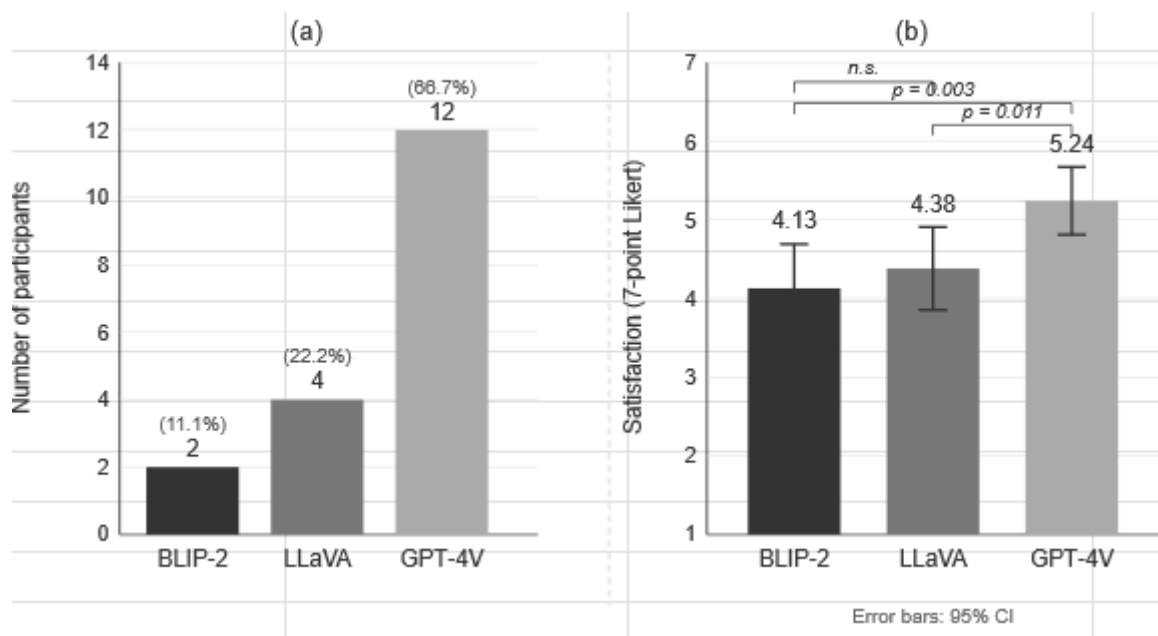 (a)
Number of participants
14
12
10
8
6
4
2
0
(11.1%)
2
(22.2%)
4
(66.7%)
12
BLIP-2
LLaVA
GPT-4V
(b)
Satisfaction (7-point Likert)
7
6
5
4
3
2
1
n.s.
p = 0.003
p = 0.011
4.13
4.38
5.24
BLIP-2
LLaVA
GPT-4V
Error bars: 95% CI